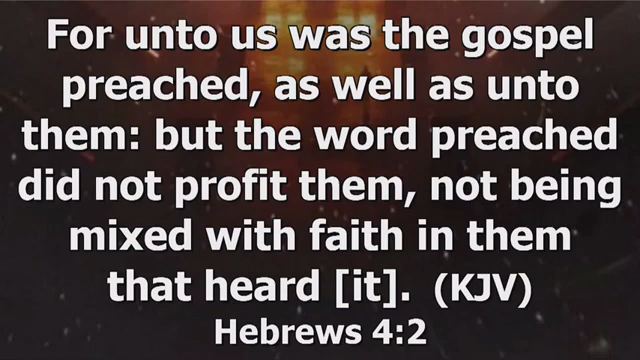 For unto us was the gospel
preached, as well as unto
them: but the word preached
did not profit them, not being
mixed with faith in them
that heard [it]. (KJV)
Hebrews 4:2